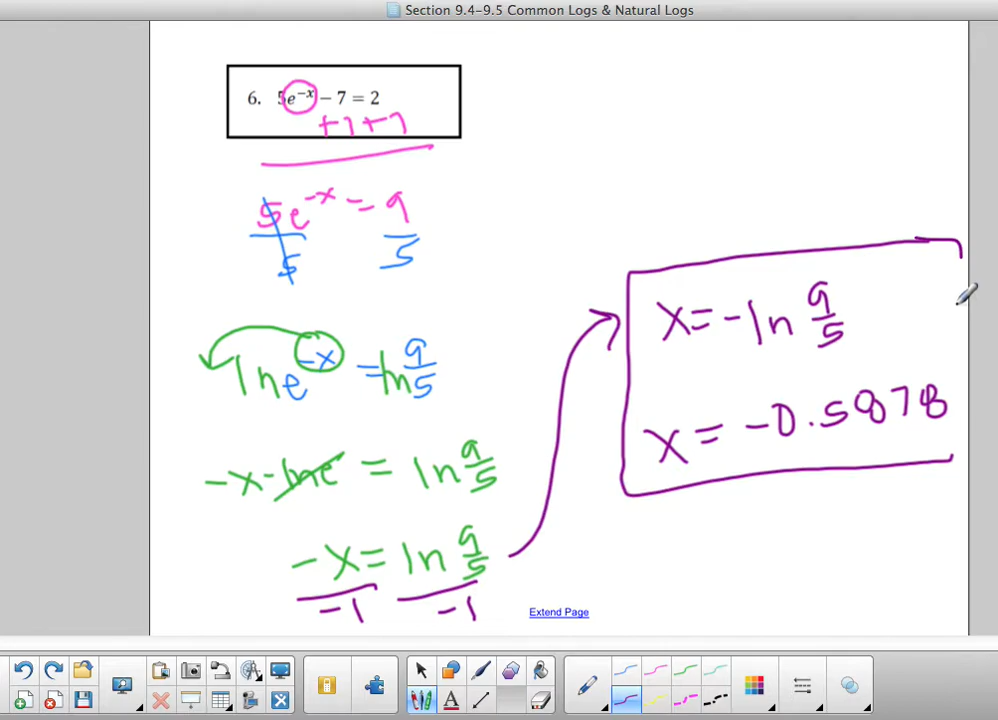 Section 9.4-9.5 Common Logs & Natural Logs
6. 5e^-x − 7 = 2
+7 +7
5e^-x = 9
5 5
ln e^-x = ln 9/5
-x · ln e = ln 9/5
-x = ln 9/5
-1 -1
x = -ln 9/5
x = -0.5878
Extend Page
A